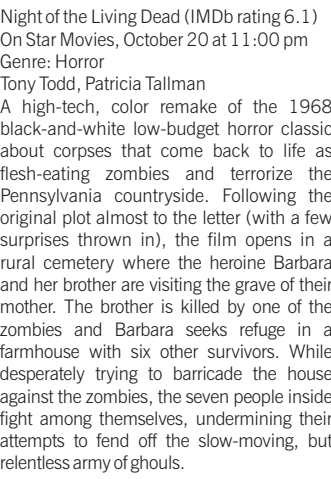 Night of the Living Dead (IMDb rating 6.1)
On Star Movies, October 20 at 11:00 pm
Genre: Horror
Tony Todd, Patricia Tallman
A high-tech, color remake of the 1968
black-and-white low-budget horror classic
about corpses that come back to life as
flesh-eating zombies and terrorize the
Pennsylvania countryside. Following the
original plot almost to the letter (with a few
surprises thrown in), the film opens in a
rural cemetery where the heroine Barbara
and her brother are visiting the grave of their
mother. The brother is killed by one of the
zombies and Barbara seeks refuge in a
farmhouse with six other survivors. While
desperately trying to barricade the house
against the zombies, the seven people inside
fight among themselves, undermining their
attempts to fend off the slow-moving, but
relentless army of ghouls.